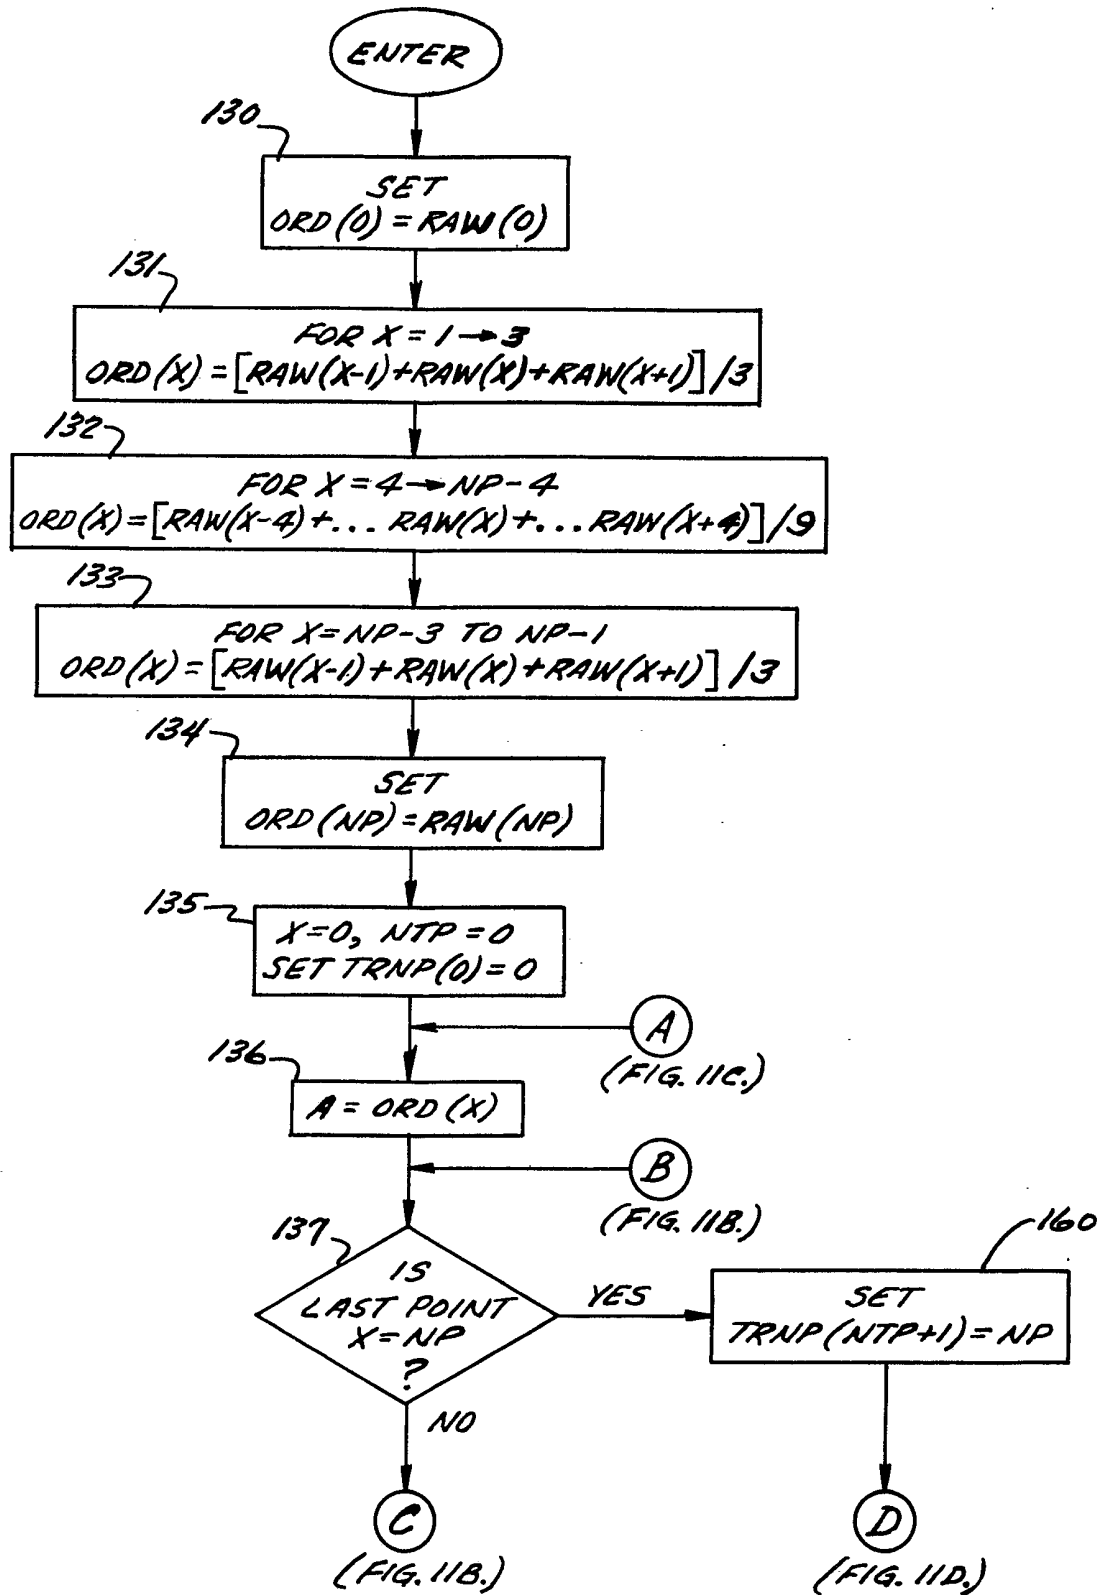 ENTER
130
SET
ORD(0) = RAW(0)
131
FOR X = 1 → 3
ORD(X) = [RAW(X-1)+RAW(X)+RAW(X+1)]/3
132
FOR X = 4 → NP-4
ORD(X) = [RAW(X-4)+... RAW(X)+... RAW(X+4)]/9
133
FOR X = NP-3 TO NP-1
ORD(X) = [RAW(X-1)+RAW(X)+RAW(X+1)]/3
134
SET
ORD(NP) = RAW(NP)
135
X=0, NTP=0
SET TRNP(0)=0
A
(FIG. 11C.)
136
A = ORD(X)
B
(FIG. 11B.)
137
IS
LAST POINT
X=NP
?
YES
160
SET
TRNP(NTP+1)=NP
NO
C
(FIG. 11B.)
D
(FIG. 11D.)